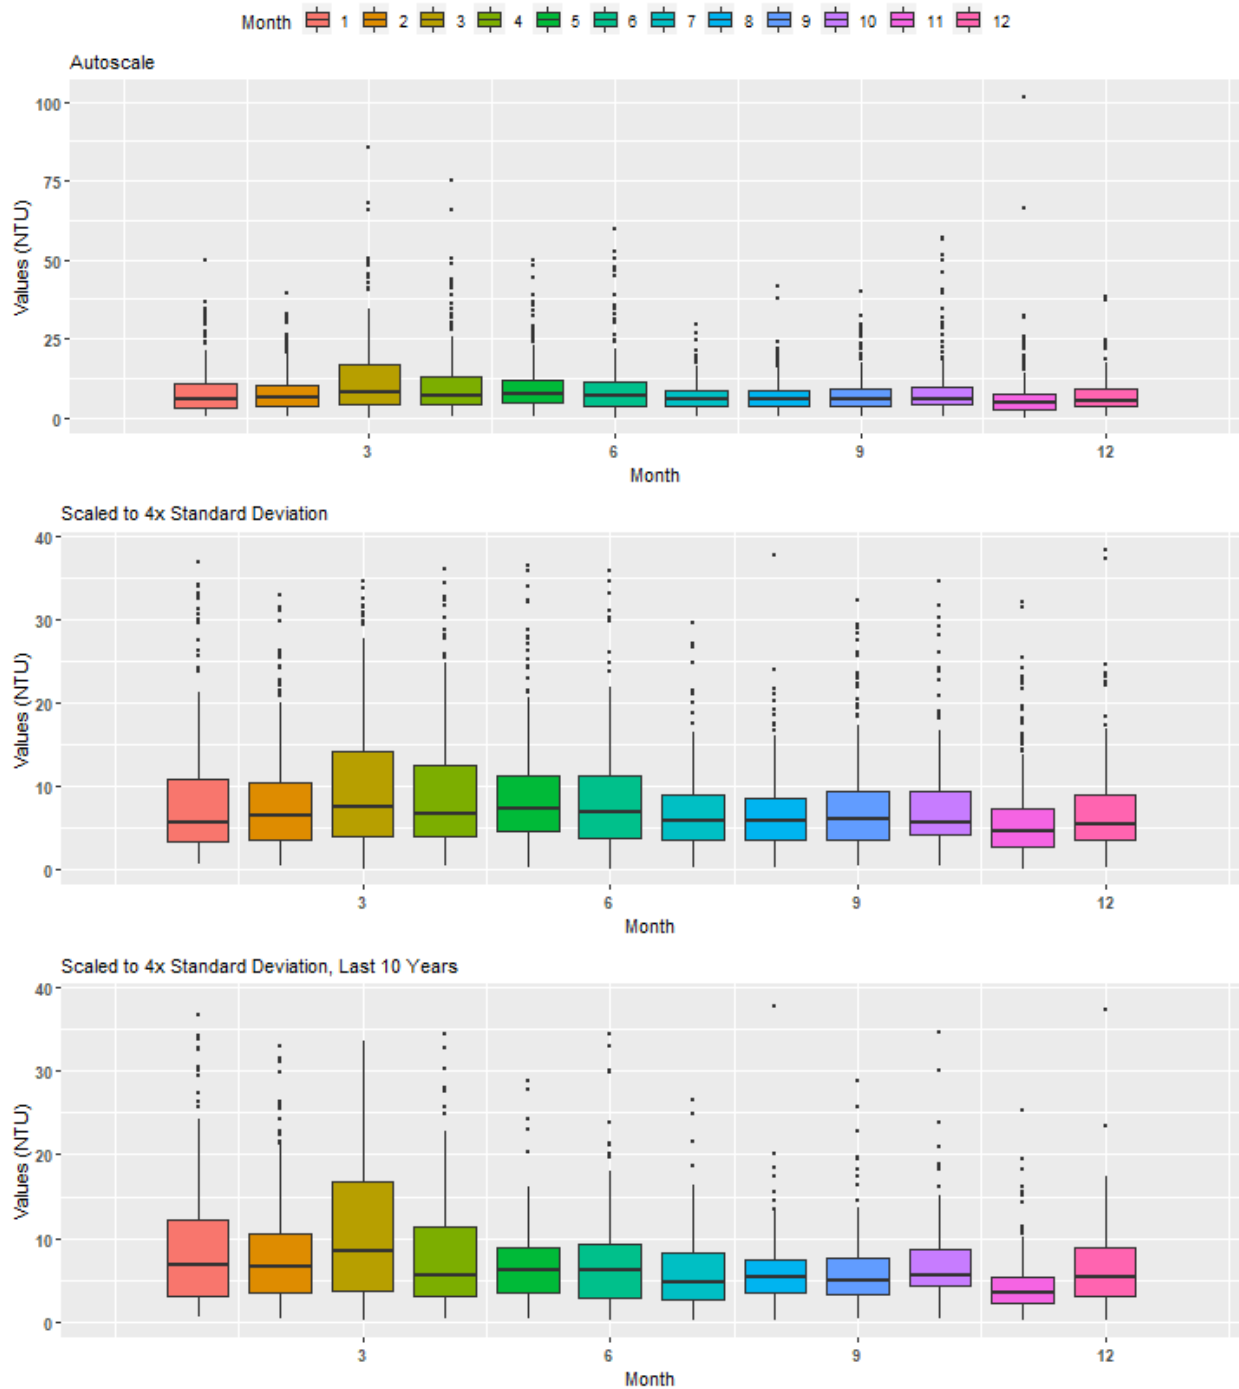 Month 1 2 3 4 5 6 7 8 9 10 11 12
Autoscale
Values (NTU)
100
75
50
25
0
3 6 9 12
Month
Scaled to 4x Standard Deviation
Values (NTU)
40
30
20
10
0
3 6 9 12
Month
Scaled to 4x Standard Deviation, Last 10 Years
Values (NTU)
40
30
20
10
0
3 6 9 12
Month